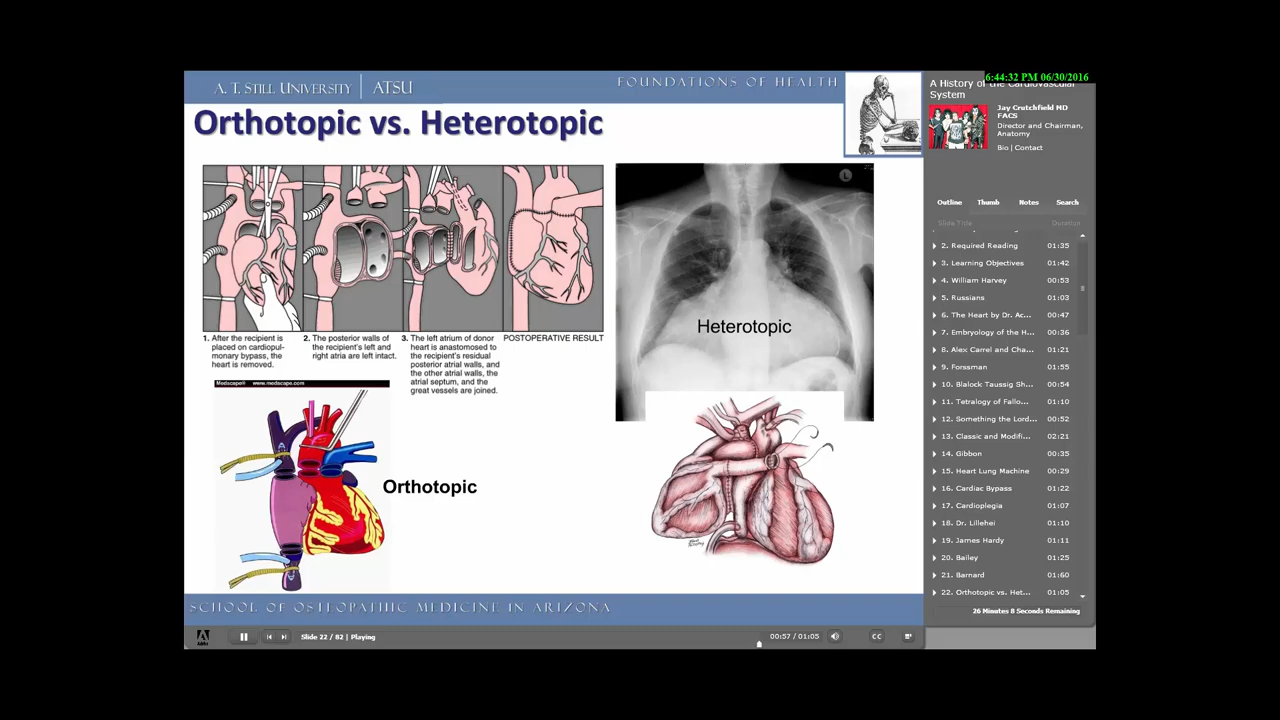 6:44:32 PM 06/30/2016
A. T. STILL UNIVERSITY | ATSU
FOUNDATIONS OF HEALTH
Orthotopic vs. Heterotopic
1. After the recipient is
placed on cardiopul-
monary bypass, the
heart is removed.
2. The posterior walls of
the recipient's left and
right atria are left intact.
3. The left atrium of donor
heart is anastomosed to
the recipient's residual
posterior atrial walls, and
the other atrial walls, the
atrial septum, and the
great vessels are joined.
POSTOPERATIVE RESULT
Medscape® www.medscape.com
Orthotopic
L
Heterotopic
SCHOOL OF OSTEOPATHIC MEDICINE IN ARIZONA
A History of the Cardiovascular
System
Jay Crutchfield MD
FACS
Director and Chairman,
Anatomy
Bio | Contact
Outline Thumb Notes Search
Slide Title Duration
2. Required Reading 01:35
3. Learning Objectives 01:42
4. William Harvey 00:53
5. Russians 01:03
6. The Heart by Dr. Ac... 00:47
7. Embryology of the H... 00:36
8. Alex Carrel and Cha... 01:21
9. Forssman 01:55
10. Blalock Taussig Sh... 00:54
11. Tetralogy of Fallo... 01:10
12. Something the Lord... 00:52
13. Classic and Modifi... 02:21
14. Gibbon 00:35
15. Heart Lung Machine 00:29
16. Cardiac Bypass 01:22
17. Cardioplegia 01:07
18. Dr. Lillehei 01:10
19. James Hardy 01:11
20. Bailey 01:25
21. Barnard 01:60
22. Orthotopic vs. Het... 01:05
26 Minutes 8 Seconds Remaining
Adobe
Slide 22 / 82 | Playing
00:57 / 01:05
CC